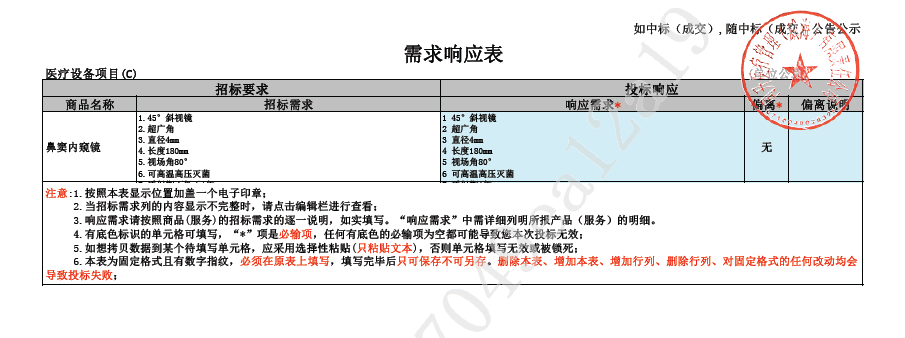 如中标（成交），随中标（成交）公告公示
需求响应表
医疗设备项目(C)
招标要求 投标响应
商品名称 招标需求 响应需求* 偏离* 偏离说明
鼻窦内窥镜
1.45°斜视镜
2.超广角
3.直径4mm
4.长度180mm
5.视场角80°
6.可高温高压灭菌
1 45°斜视镜
2 超广角
3 直径4mm
4 长度180mm
5 视场角80°
6 可高温高压灭菌
无
注意:1.按照本表显示位置加盖一个电子印章；
2.当招标需求列的内容显示不完整时，请点击编辑栏进行查看；
3.响应需求请按照商品(服务)的招标需求的逐一说明，如实填写。“响应需求”中需详细列明所报产品（服务）的明细。
4.有底色标识的单元格可填写，“*”项是必输项，任何有底色的必输项为空都可能导致您本次投标无效；
5.如想拷贝数据到某个待填写单元格，应采用选择性粘贴(只粘贴文本)，否则单元格填写无效或被锁死；
6.本表为固定格式且有数字指纹，必须在原表上填写，填写完毕后只可保存不可另存。删除本表、增加本表、增加行列、删除行列、对固定格式的任何改动均会
导致投标失败；